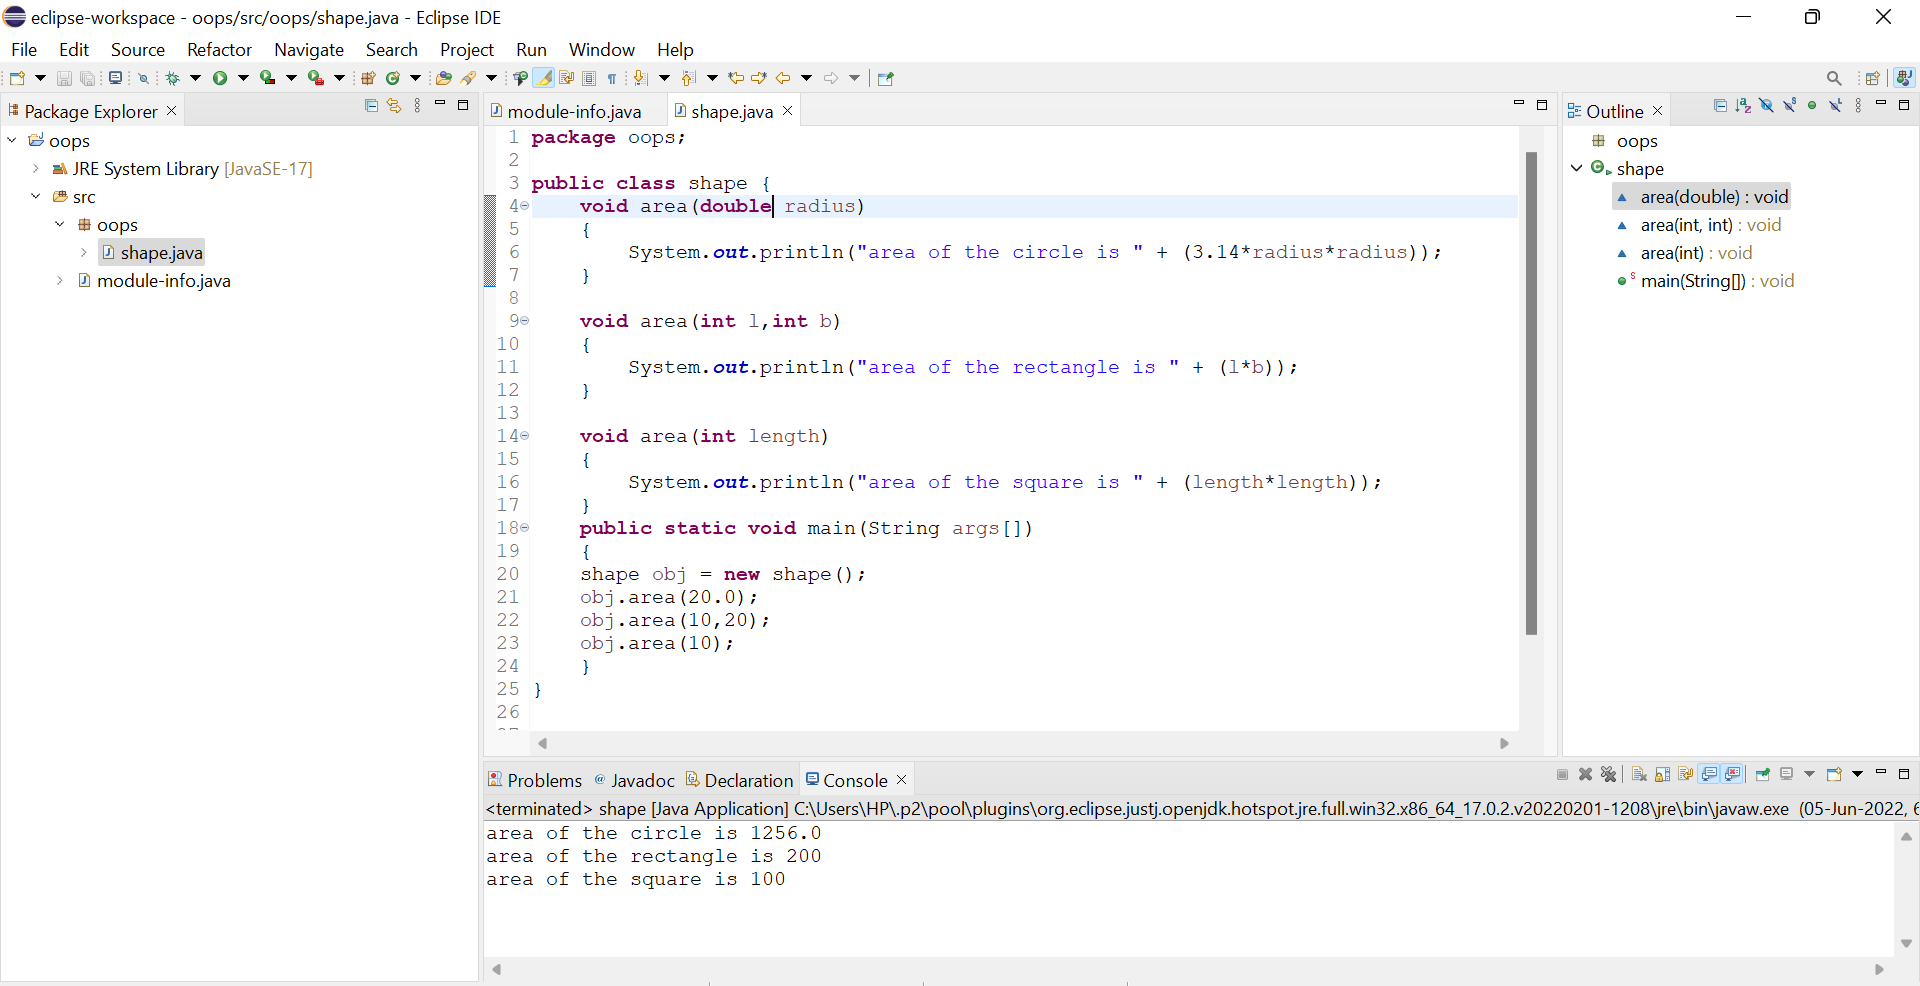 eclipse-workspace - oops/src/oops/shape.java - Eclipse IDE
File Edit Source Refactor Navigate Search Project Run Window Help
Package Explorer
oops
JRE System Library [JavaSE-17]
src
oops
shape.java
module-info.java
module-info.java shape.java
1 package oops;
2
3 public class shape {
4 void area(double radius)
5 {
6 System.out.println("area of the circle is " + (3.14*radius*radius));
7 }
8
9 void area(int l,int b)
10 {
11 System.out.println("area of the rectangle is " + (l*b));
12 }
13
14 void area(int length)
15 {
16 System.out.println("area of the square is " + (length*length));
17 }
18 public static void main(String args[])
19 {
20 shape obj = new shape();
21 obj.area(20.0);
22 obj.area(10,20);
23 obj.area(10);
24 }
25 }
26
Outline
oops
shape
area(double) : void
area(int, int) : void
area(int) : void
main(String[]) : void
Problems Javadoc Declaration Console
<terminated> shape [Java Application] C:\Users\HP\.p2\pool\plugins\org.eclipse.justj.openjdk.hotspot.jre.full.win32.x86_64_17.0.2.v20220201-1208\jre\bin\javaw.exe (05-Jun-2022, 6
area of the circle is 1256.0
area of the rectangle is 200
area of the square is 100